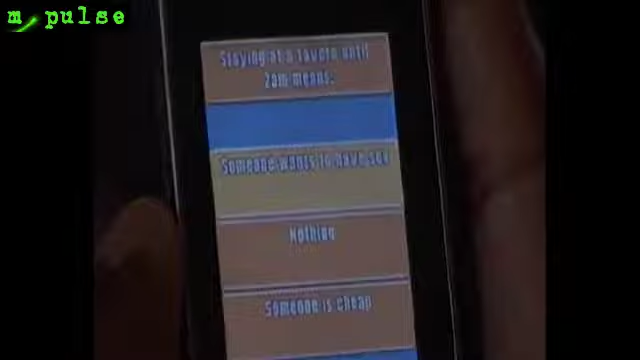 m pulse
Staying at a tavern until
2am means:
Someone wants to have sex
Nothing
Someone is cheap